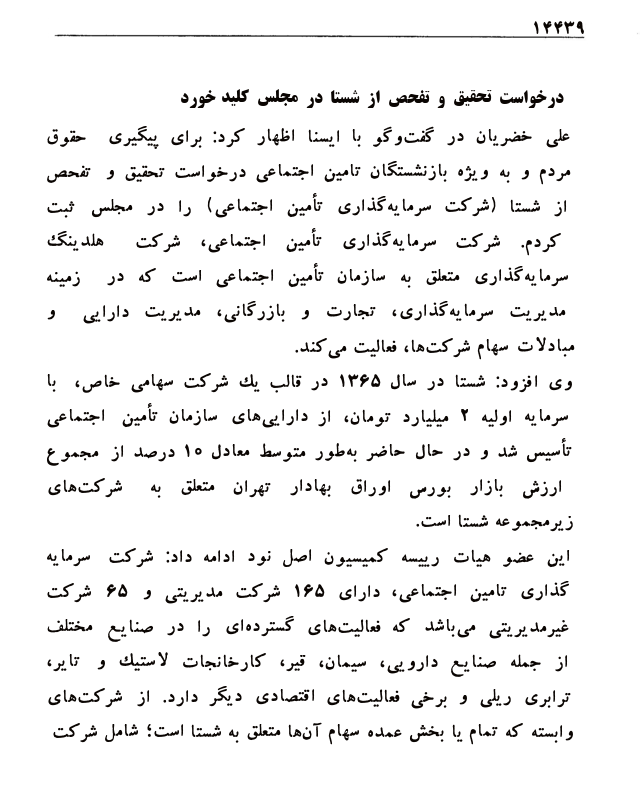 ۱۴۴۳۹
درخواست تحقیق و تفحص از شستا در مجلس کلید خورد
علی خضریان در گفت‌وگو با ایسنا اظهار کرد: برای پیگیری حقوق
مردم و به ویژه بازنشستگان تامین اجتماعی درخواست تحقیق و تفحص
از شستا (شرکت سرمایه‌گذاری تأمین اجتماعی) را در مجلس ثبت
کردم. شرکت سرمایه‌گذاری تأمین اجتماعی، شرکت هلدینگ
سرمایه‌گذاری متعلق به سازمان تأمین اجتماعی است که در زمینه
مدیریت سرمایه‌گذاری، تجارت و بازرگانی، مدیریت دارایی و
مبادلات سهام شرکت‌ها، فعالیت می‌کند.
وی افزود: شستا در سال ۱۳۶۵ در قالب یك شرکت سهامی خاص، با
سرمایه اولیه ۲ میلیارد تومان، از دارایی‌های سازمان تأمین اجتماعی
تأسیس شد و در حال حاضر به‌طور متوسط معادل ۱۰ درصد از مجموع
ارزش بازار بورس اوراق بهادار تهران متعلق به شرکت‌های
زیرمجموعه شستا است.
این عضو هیات رییسه کمیسیون اصل نود ادامه داد: شرکت سرمایه
گذاری تامین اجتماعی، دارای ۱۶۵ شرکت مدیریتی و ۶۵ شرکت
غیرمدیریتی می‌باشد که فعالیت‌های گسترده‌ای را در صنایع مختلف
از جمله صنایع دارویی، سیمان، قیر، کارخانجات لاستیك و تایر،
ترابری ریلی و برخی فعالیت‌های اقتصادی دیگر دارد. از شرکت‌های
وابسته که تمام یا بخش عمده سهام آن‌ها متعلق به شستا است؛ شامل شرکت